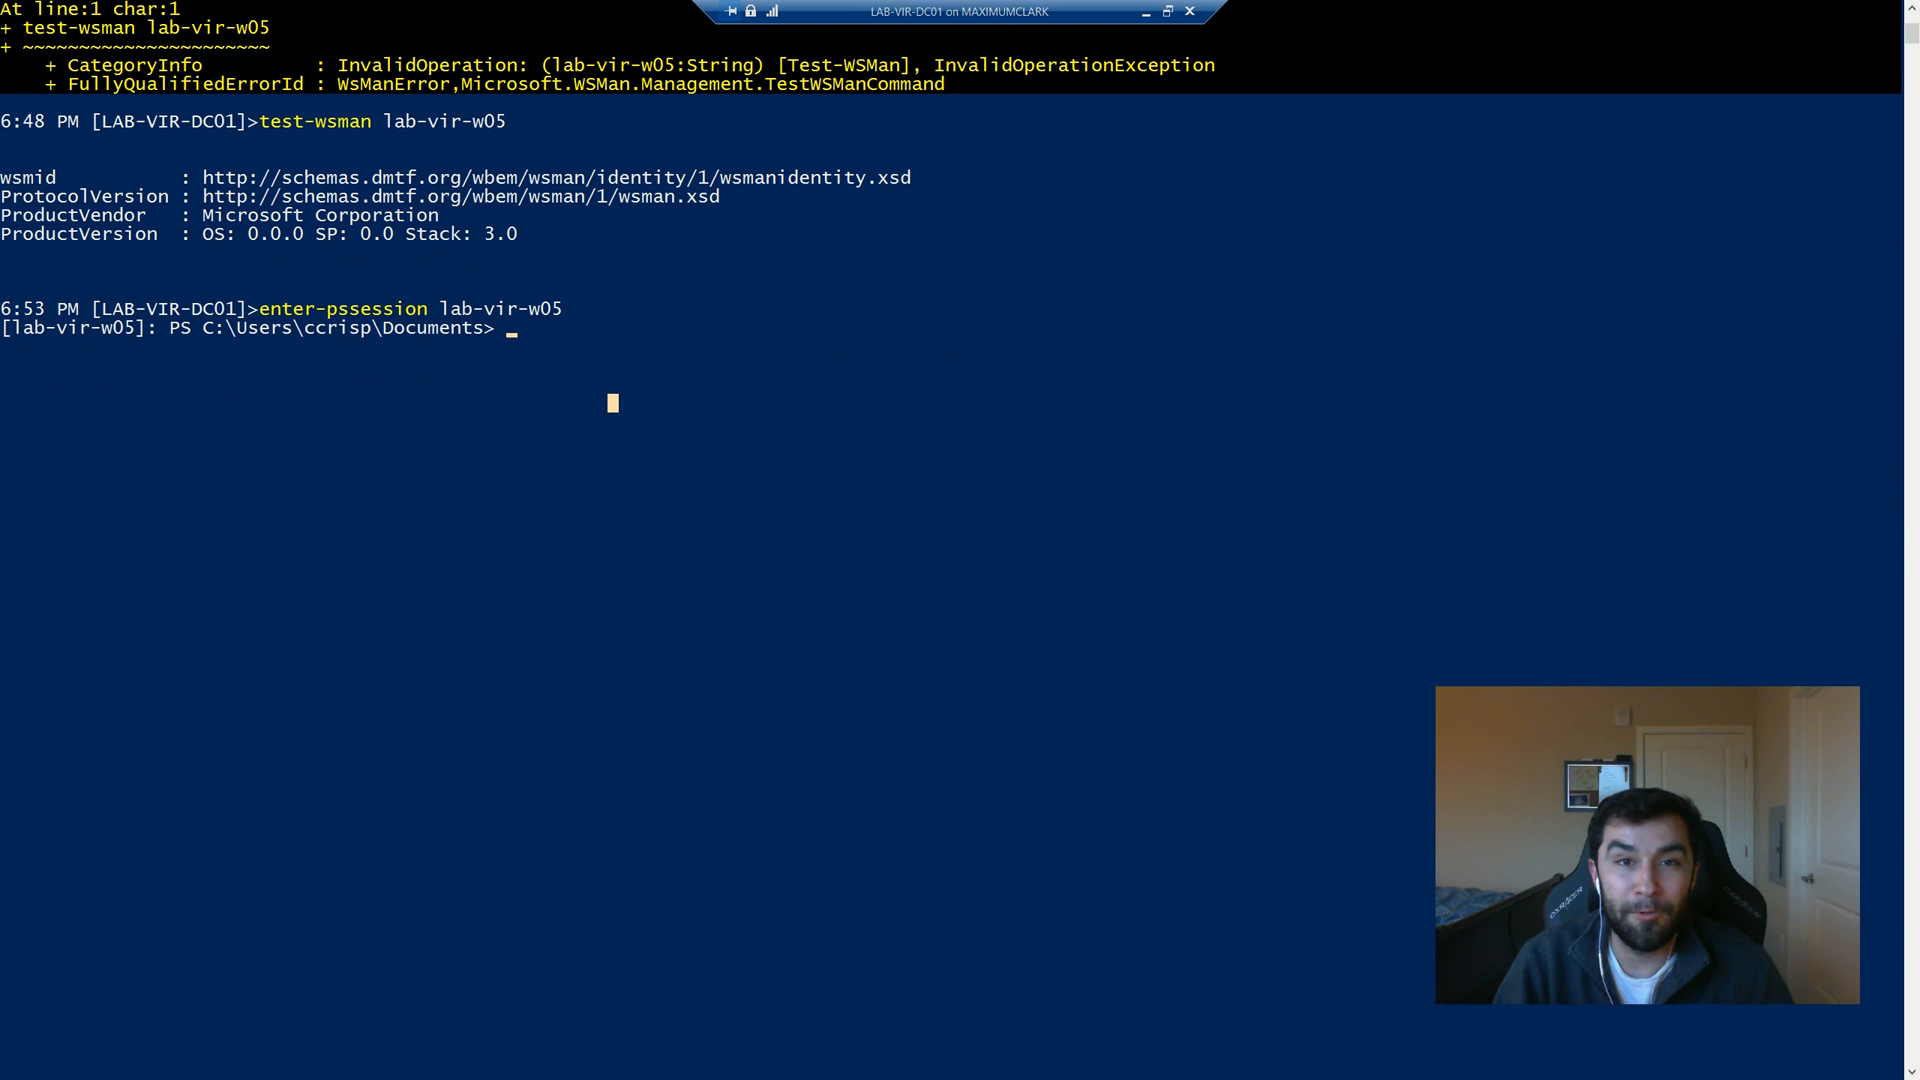 At line:1 char:1
+ test-wsman lab-vir-w05
+ ~~~~~~~~~~~~~~~~~~~~~~
+ CategoryInfo : InvalidOperation: (lab-vir-w05:String) [Test-WSMan], InvalidOperationException
+ FullyQualifiedErrorId : WsManError,Microsoft.WSMan.Management.TestWSManCommand
LAB-VIR-DC01 on MAXIMUMCLARK
6:48 PM [LAB-VIR-DC01]>test-wsman lab-vir-w05
wsmid : http://schemas.dmtf.org/wbem/wsman/identity/1/wsmanidentity.xsd
ProtocolVersion : http://schemas.dmtf.org/wbem/wsman/1/wsman.xsd
ProductVendor : Microsoft Corporation
ProductVersion : OS: 0.0.0 SP: 0.0 Stack: 3.0
6:53 PM [LAB-VIR-DC01]>enter-pssession lab-vir-w05
[lab-vir-w05]: PS C:\Users\ccrisp\Documents>
OXRACER